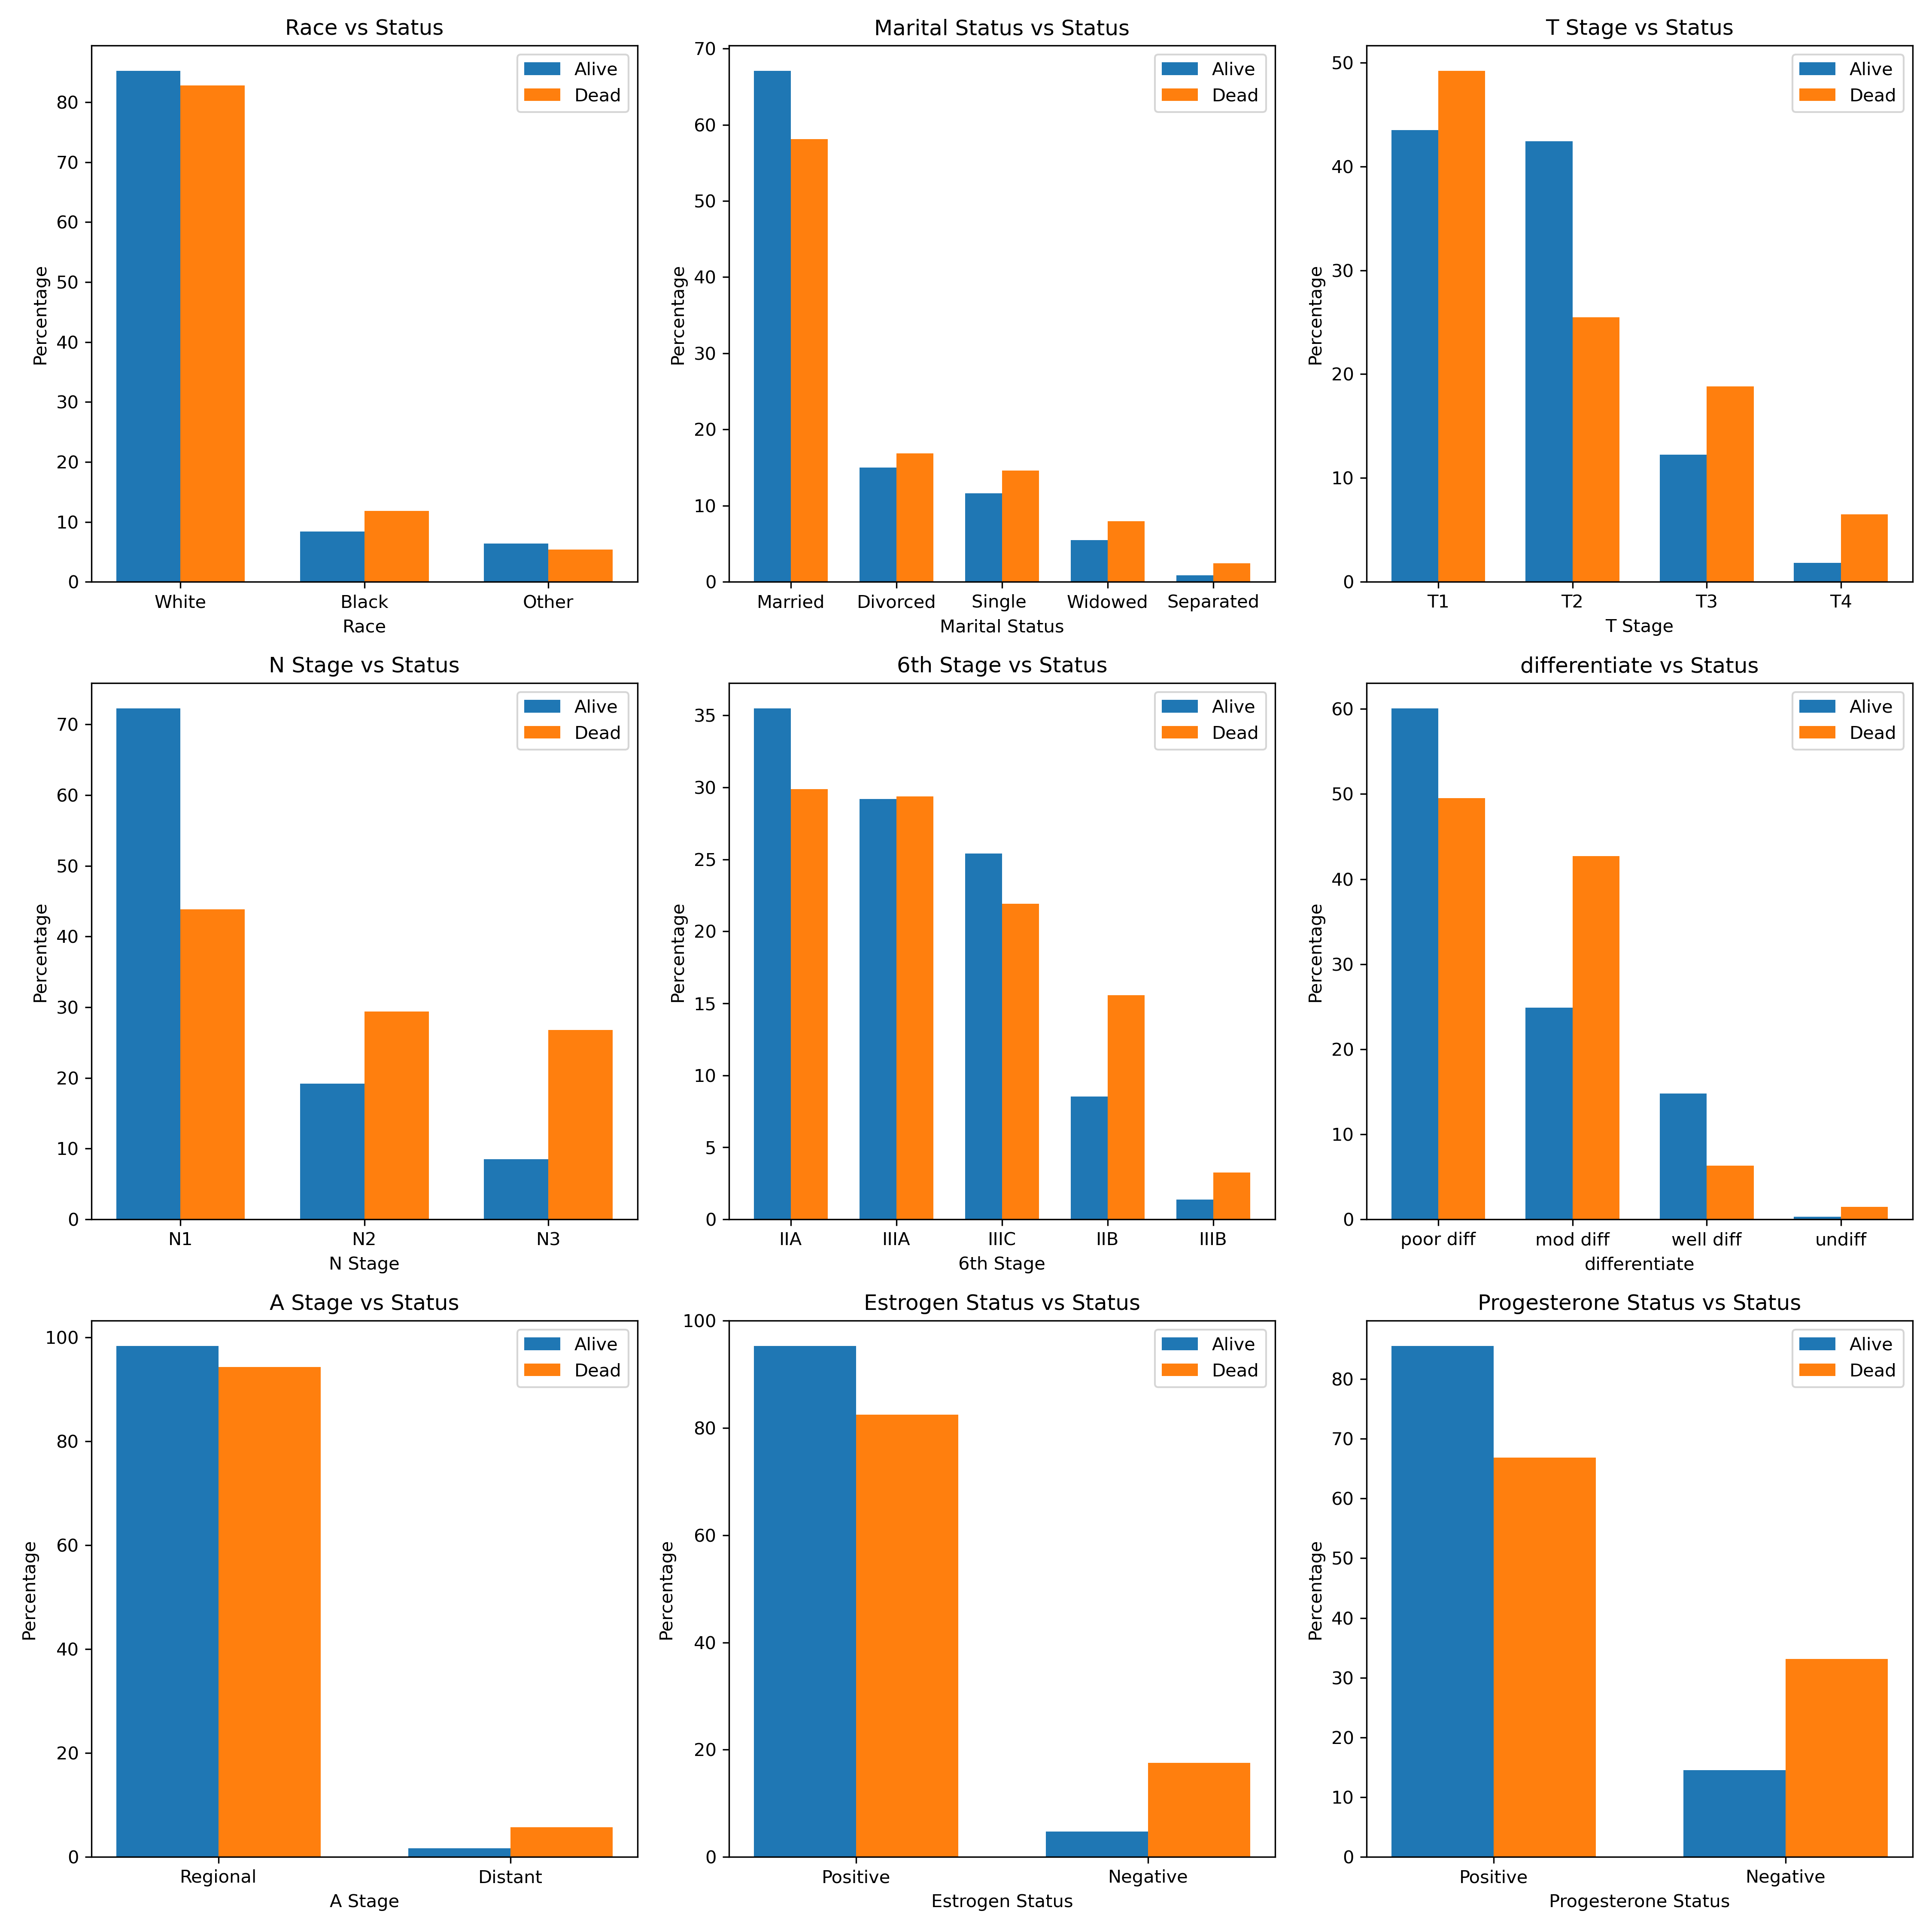 Race vs Status
Alive
Dead
80
70
60
50
40
30
20
10
0
Percentage
White Black Other
Race
Marital Status vs Status
Alive
Dead
70
60
50
40
30
20
10
0
Percentage
Married Divorced Single Widowed Separated
Marital Status
T Stage vs Status
Alive
Dead
50
40
30
20
10
0
Percentage
T1 T2 T3 T4
T Stage
N Stage vs Status
Alive
Dead
70
60
50
40
30
20
10
0
Percentage
N1 N2 N3
N Stage
6th Stage vs Status
Alive
Dead
35
30
25
20
15
10
5
0
Percentage
IIA IIIA IIIC IIB IIIB
6th Stage
differentiate vs Status
Alive
Dead
60
50
40
30
20
10
0
Percentage
poor diff mod diff well diff undiff
differentiate
A Stage vs Status
Alive
Dead
100
80
60
40
20
0
Percentage
Regional Distant
A Stage
Estrogen Status vs Status
Alive
Dead
100
80
60
40
20
0
Percentage
Positive Negative
Estrogen Status
Progesterone Status vs Status
Alive
Dead
80
70
60
50
40
30
20
10
0
Percentage
Positive Negative
Progesterone Status